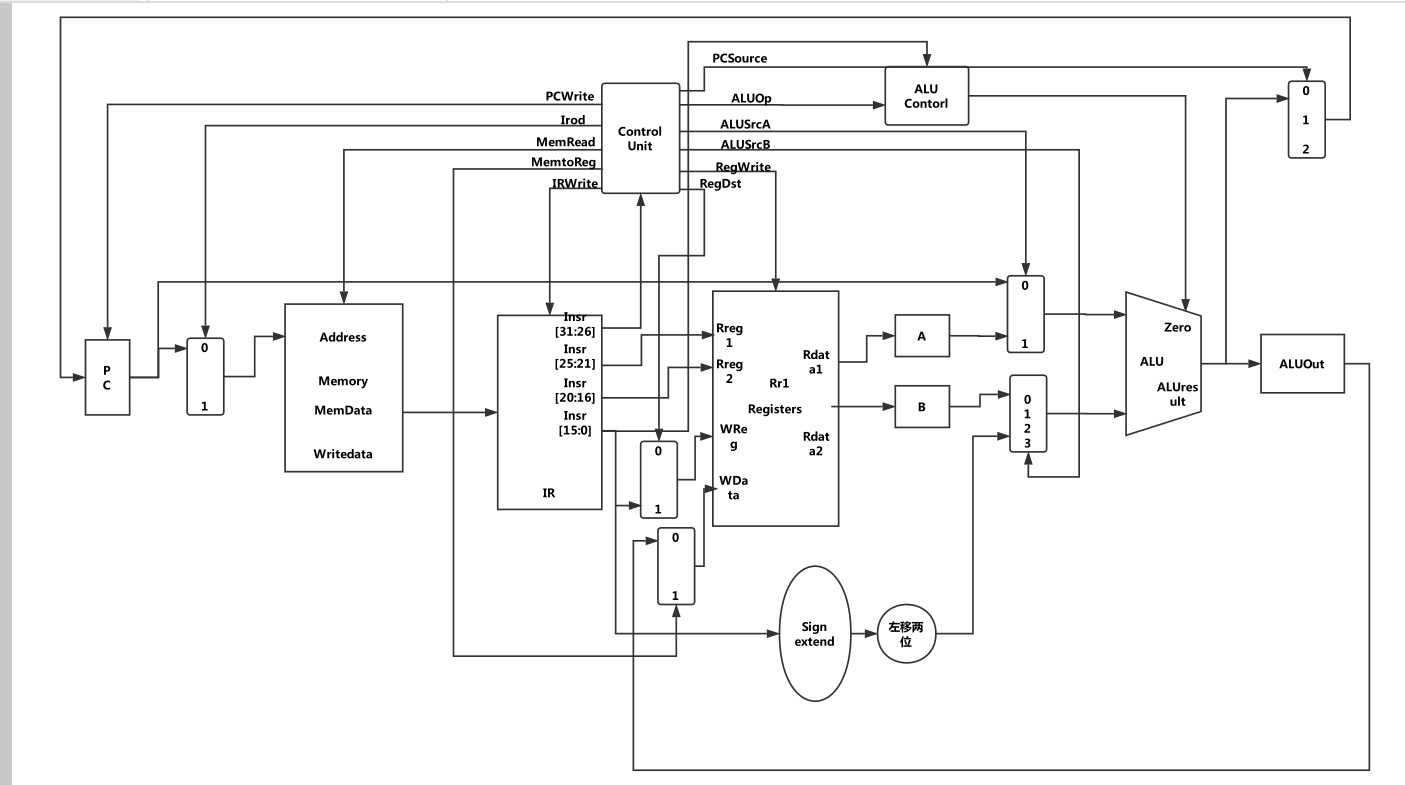 PCSource
PCWrite
ALUOp
ALU
Contorl
0
1
2
Irod
ALUSrcA
Control
Unit
MemRead
ALUSrcB
MemtoReg
RegWrite
IRWrite
RegDst
0
1
P
C
0
1
Address
Memory
MemData
Writedata
Insr
[31:26]
Insr
[25:21]
Insr
[20:16]
Insr
[15:0]
IR
Rreg
1
Rreg
2
WRe
g
WDa
ta
Rr1
Registers
Rdat
a1
Rdat
a2
A
B
0
1
2
3
Zero
ALU
ALUres
ult
ALUOut
0
1
0
1
Sign
extend
左移两
位